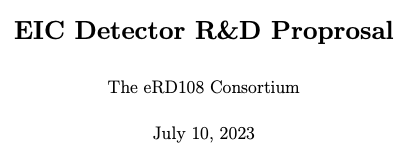 EIC Detector R&D Proprosal
The eRD108 Consortium
July 10, 2023